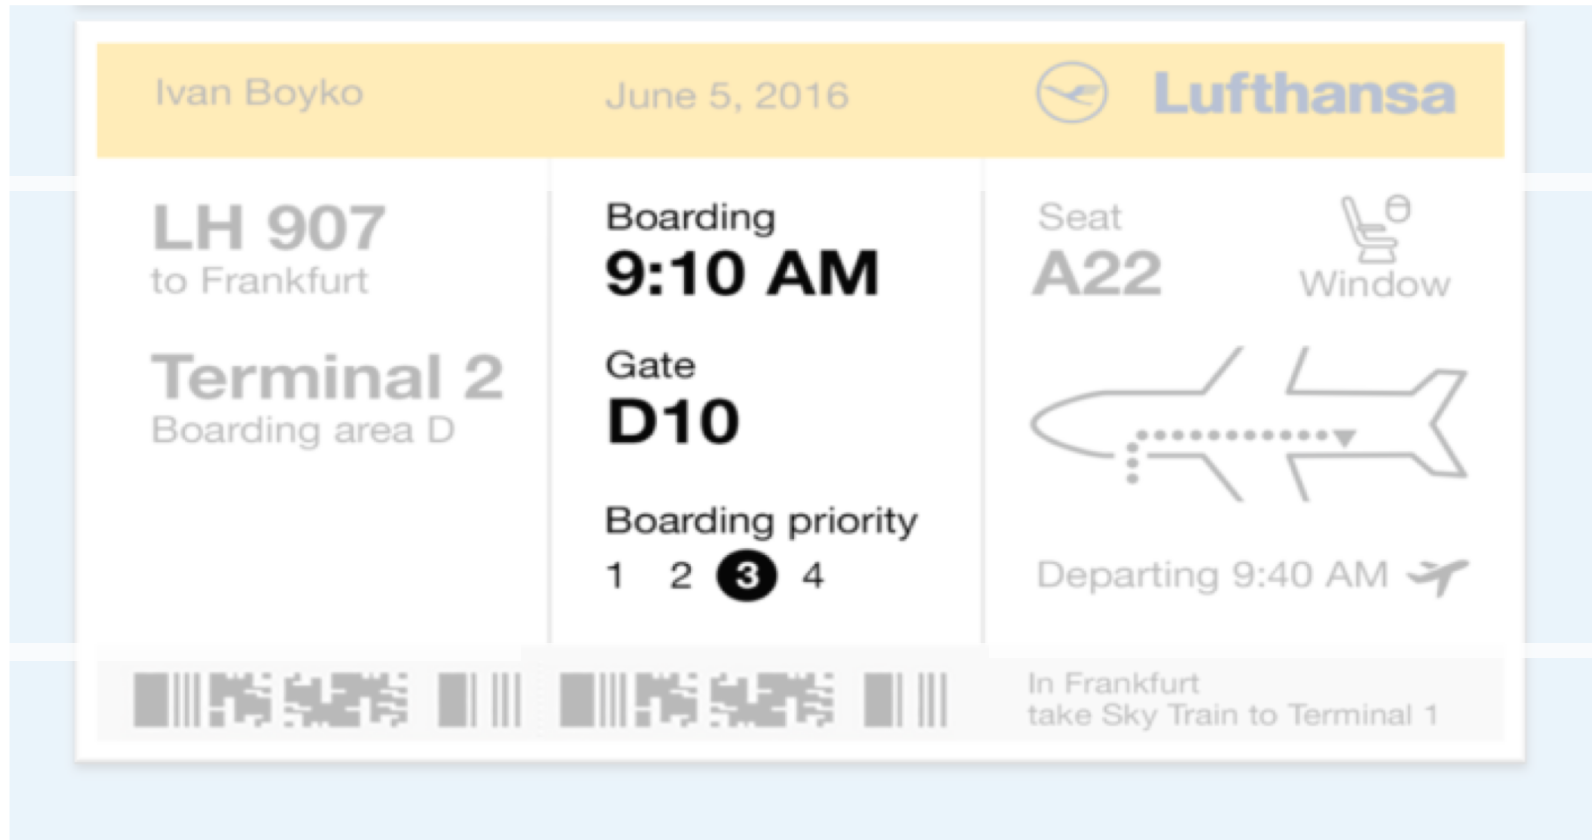 Ivan Boyko
June 5, 2016
Lufthansa
LH 907
to Frankfurt
Terminal 2
Boarding area D
Boarding
9:10 AM
Gate
D10
Boarding priority
1 2 3 4
Seat
A22
Window
Departing 9:40 AM
In Frankfurt
take Sky Train to Terminal 1